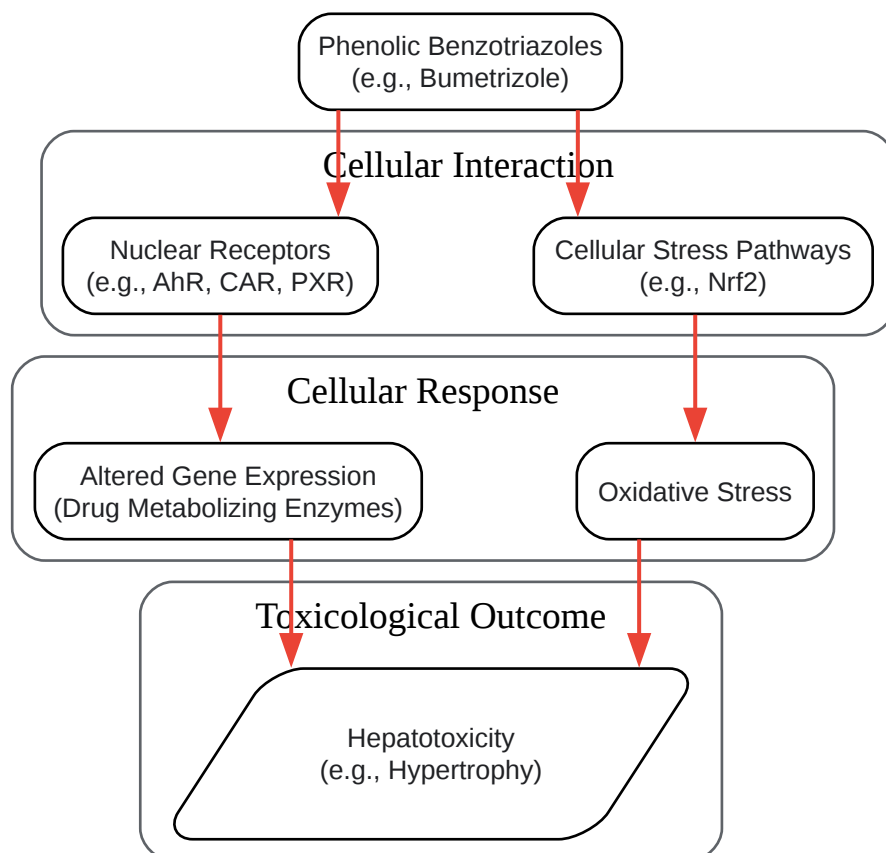 Phenolic Benzotriazoles
(e.g., Bumetrizole)
Cellular Interaction
Nuclear Receptors
(e.g., AhR, CAR, PXR)
Cellular Stress Pathways
(e.g., Nrf2)
Cellular Response
Altered Gene Expression
(Drug Metabolizing Enzymes)
Oxidative Stress
Toxicological Outcome
Hepatotoxicity
(e.g., Hypertrophy)